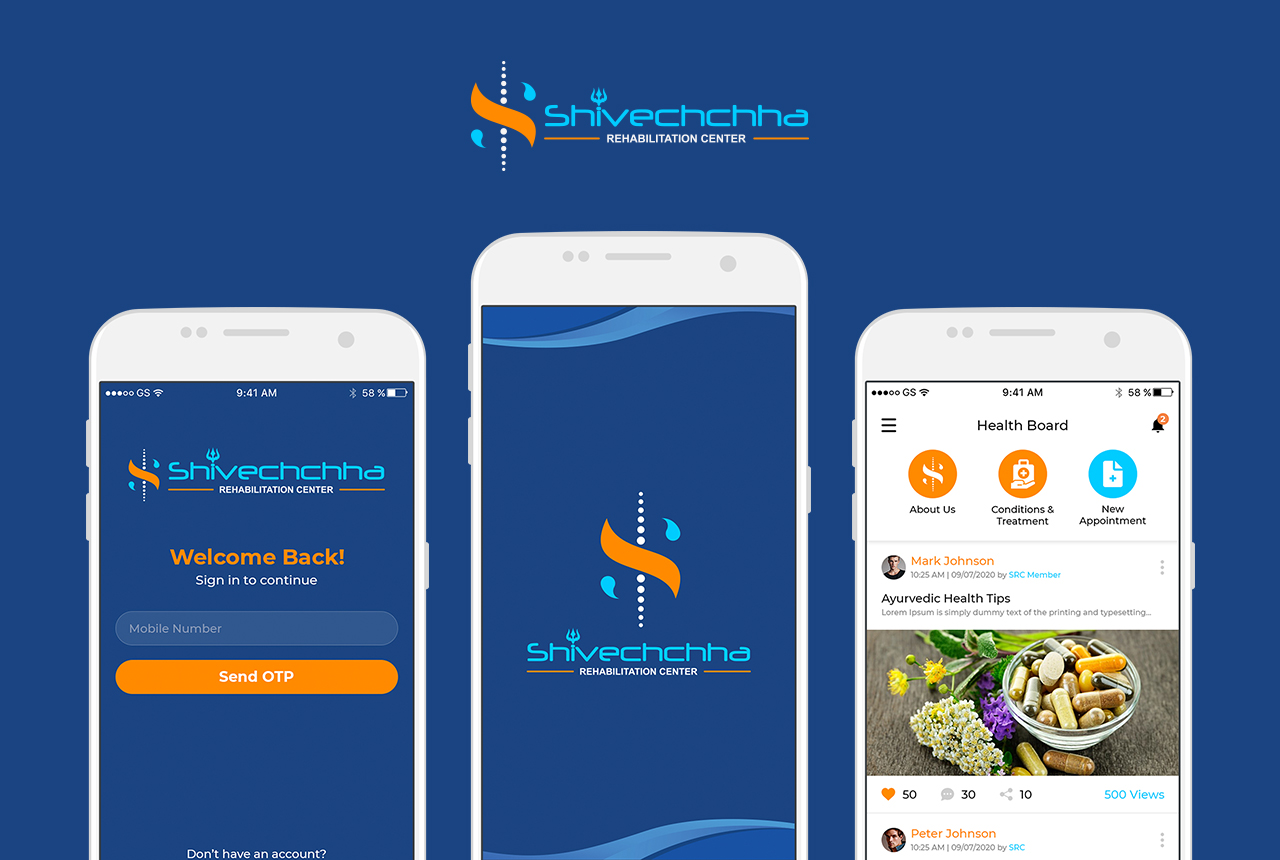 Shivechchha
REHABILITATION CENTER
GS 9:41 AM 58 %
Shivechchha
REHABILITATION CENTER
Welcome Back!
Sign in to continue
Mobile Number
Send OTP
Don't have an account?
Shivechchha
REHABILITATION CENTER
GS 9:41 AM 58 %
Health Board 2
About Us
Conditions &
Treatment
New
Appointment
Mark Johnson
10:25 AM | 09/07/2020 by SRC Member
Ayurvedic Health Tips
Lorem Ipsum is simply dummy text of the printing and typesetting...
50 30 10 500 Views
Peter Johnson
10:25 AM | 09/07/2020 by SRC